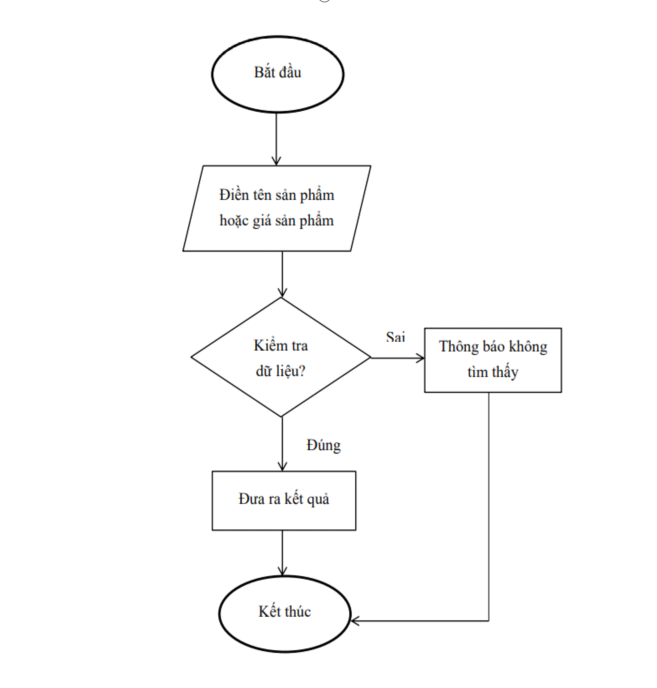 Bắt đầu
Điền tên sản phẩm
hoặc giá sản phẩm
Kiểm tra
dữ liệu?
Sai
Thông báo không
tìm thấy
Đúng
Đưa ra kết quả
Kết thúc